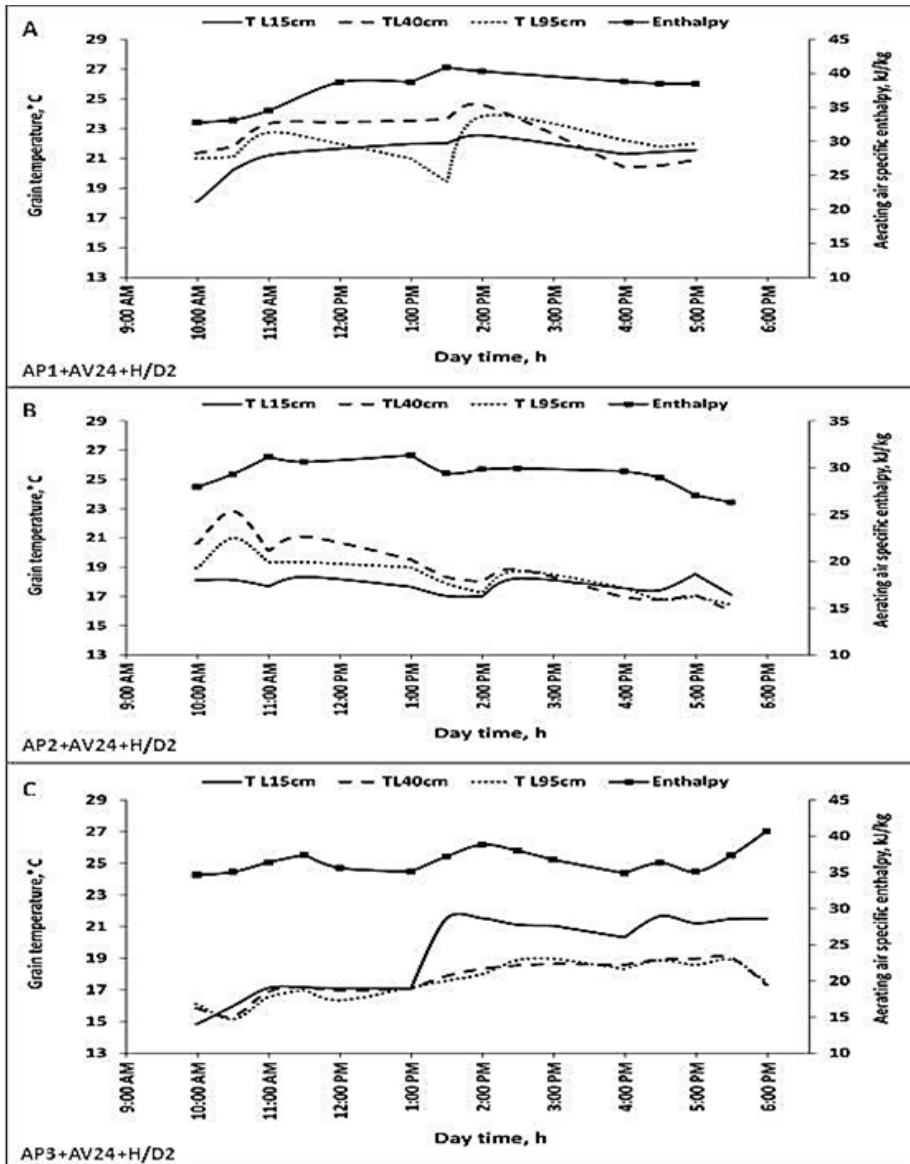 A
T L15cm TL40cm T L95cm Enthalpy
Grain temperature,°C
29
27
25
23
21
19
17
15
13
Aerating air specific enthalpy, kJ/kg
45
40
35
30
25
20
15
10
9:00 AM
10:00 AM
11:00 AM
12:00 PM
1:00 PM
2:00 PM
3:00 PM
4:00 PM
5:00 PM
6:00 PM
Day time, h
AP1+AV24+H/D2
B
T L15cm TL40cm T L95cm Enthalpy
Grain temperature,°C
29
27
25
23
21
19
17
15
13
Aerating air specific enthalpy, kJ/kg
35
30
25
20
15
10
9:00 AM
10:00 AM
11:00 AM
12:00 PM
1:00 PM
2:00 PM
3:00 PM
4:00 PM
5:00 PM
6:00 PM
Day time, h
AP2+AV24+H/D2
C
T L15cm TL40cm T L95cm Enthalpy
Grain temperature,°C
29
27
25
23
21
19
17
15
13
Aerating air specific enthalpy, kJ/kg
45
40
35
30
25
20
15
10
9:00 AM
10:00 AM
11:00 AM
12:00 PM
1:00 PM
2:00 PM
3:00 PM
4:00 PM
5:00 PM
6:00 PM
Day time, h
AP3+AV24+H/D2